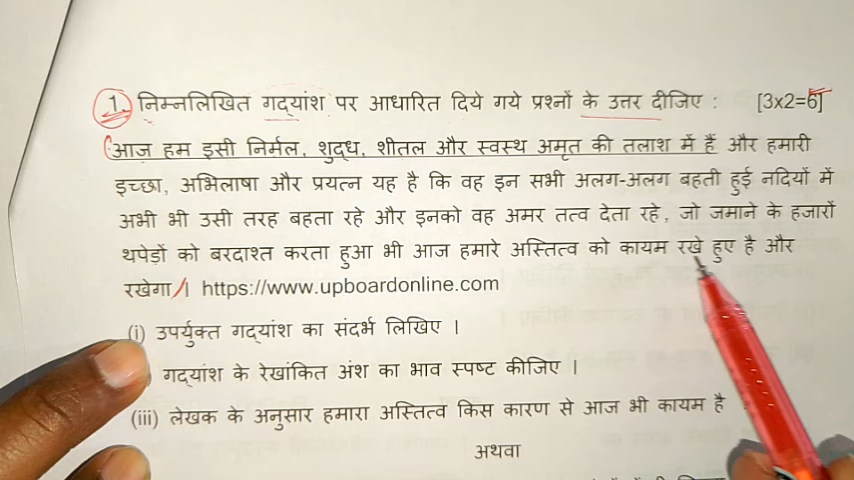 1. निम्नलिखित गद्यांश पर आधारित दिये गये प्रश्नों के उत्तर दीजिए : [3x2=6]
आज हम इसी निर्मल, शुद्ध, शीतल और स्वस्थ अमृत की तलाश में हैं और हमारी
इच्छा, अभिलाषा और प्रयत्न यह है कि वह इन सभी अलग-अलग बहती हुई नदियों में
अभी भी उसी तरह बहता रहे और इनको वह अमर तत्व देता रहे, जो जमाने के हजारों
थपेड़ों को बरदाश्त करता हुआ भी आज हमारे अस्तित्व को कायम रखे हुए है और
रखेगा। https://www.upboardonline.com
(i) उपर्युक्त गद्यांश का संदर्भ लिखिए ।
गद्यांश के रेखांकित अंश का भाव स्पष्ट कीजिए ।
(iii) लेखक के अनुसार हमारा अस्तित्व किस कारण से आज भी कायम है
अथवा